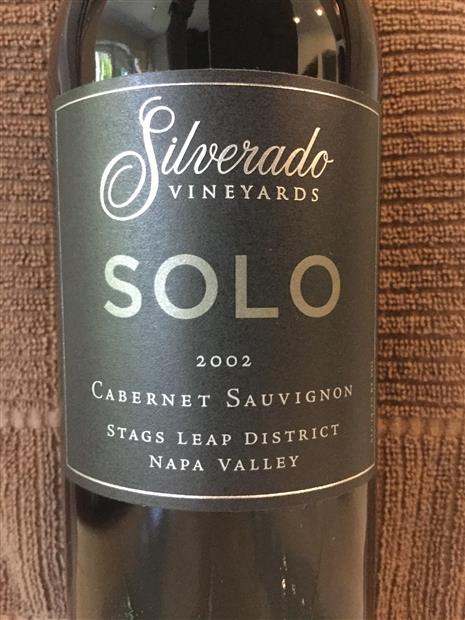 Silverado
VINEYARDS
SOLO
2002
CABERNET SAUVIGNON
STAGS LEAP DISTRICT
NAPA VALLEY